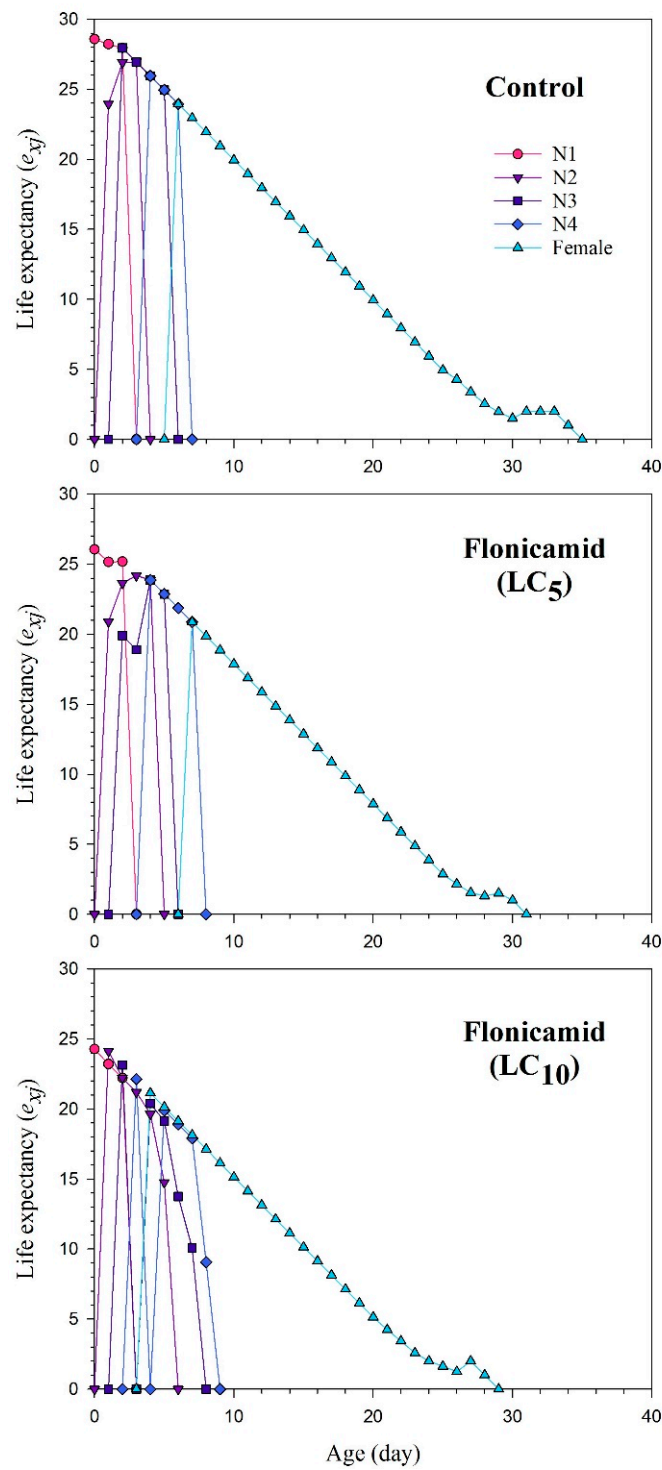 30
25
20
15
10
5
0
Life expectancy (exj)
Control
N1
N2
N3
N4
Female
0 10 20 30 40
30
25
20
15
10
5
0
Life expectancy (exj)
Flonicamid
(LC5)
0 10 20 30 40
30
25
20
15
10
5
0
Life expectancy (exj)
Flonicamid
(LC10)
0 10 20 30 40
Age (day)